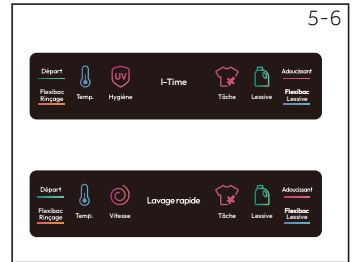 5-6
Départ
UV
I-Time
Adoucissant
Flexibac
Rinçage
Temp.
Hygiène
Tâche
Lessive
Flexibac
Lessive
Départ
Lavage rapide
Adoucissant
Flexibac
Rinçage
Temp.
Vitesse
Tâche
Lessive
Flexibac
Lessive